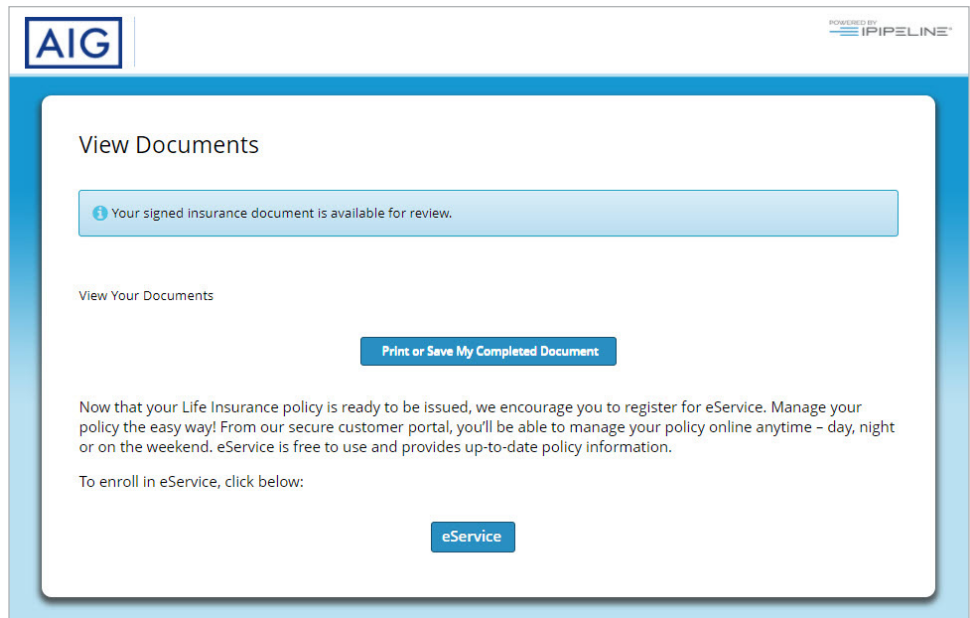 AIG
POWERED BY
IPIPELINE
View Documents
Your signed insurance document is available for review.
View Your Documents
Print or Save My Completed Document
Now that your Life Insurance policy is ready to be issued, we encourage you to register for eService. Manage your
policy the easy way! From our secure customer portal, you'll be able to manage your policy online anytime – day, night
or on the weekend. eService is free to use and provides up-to-date policy information.
To enroll in eService, click below:
eService